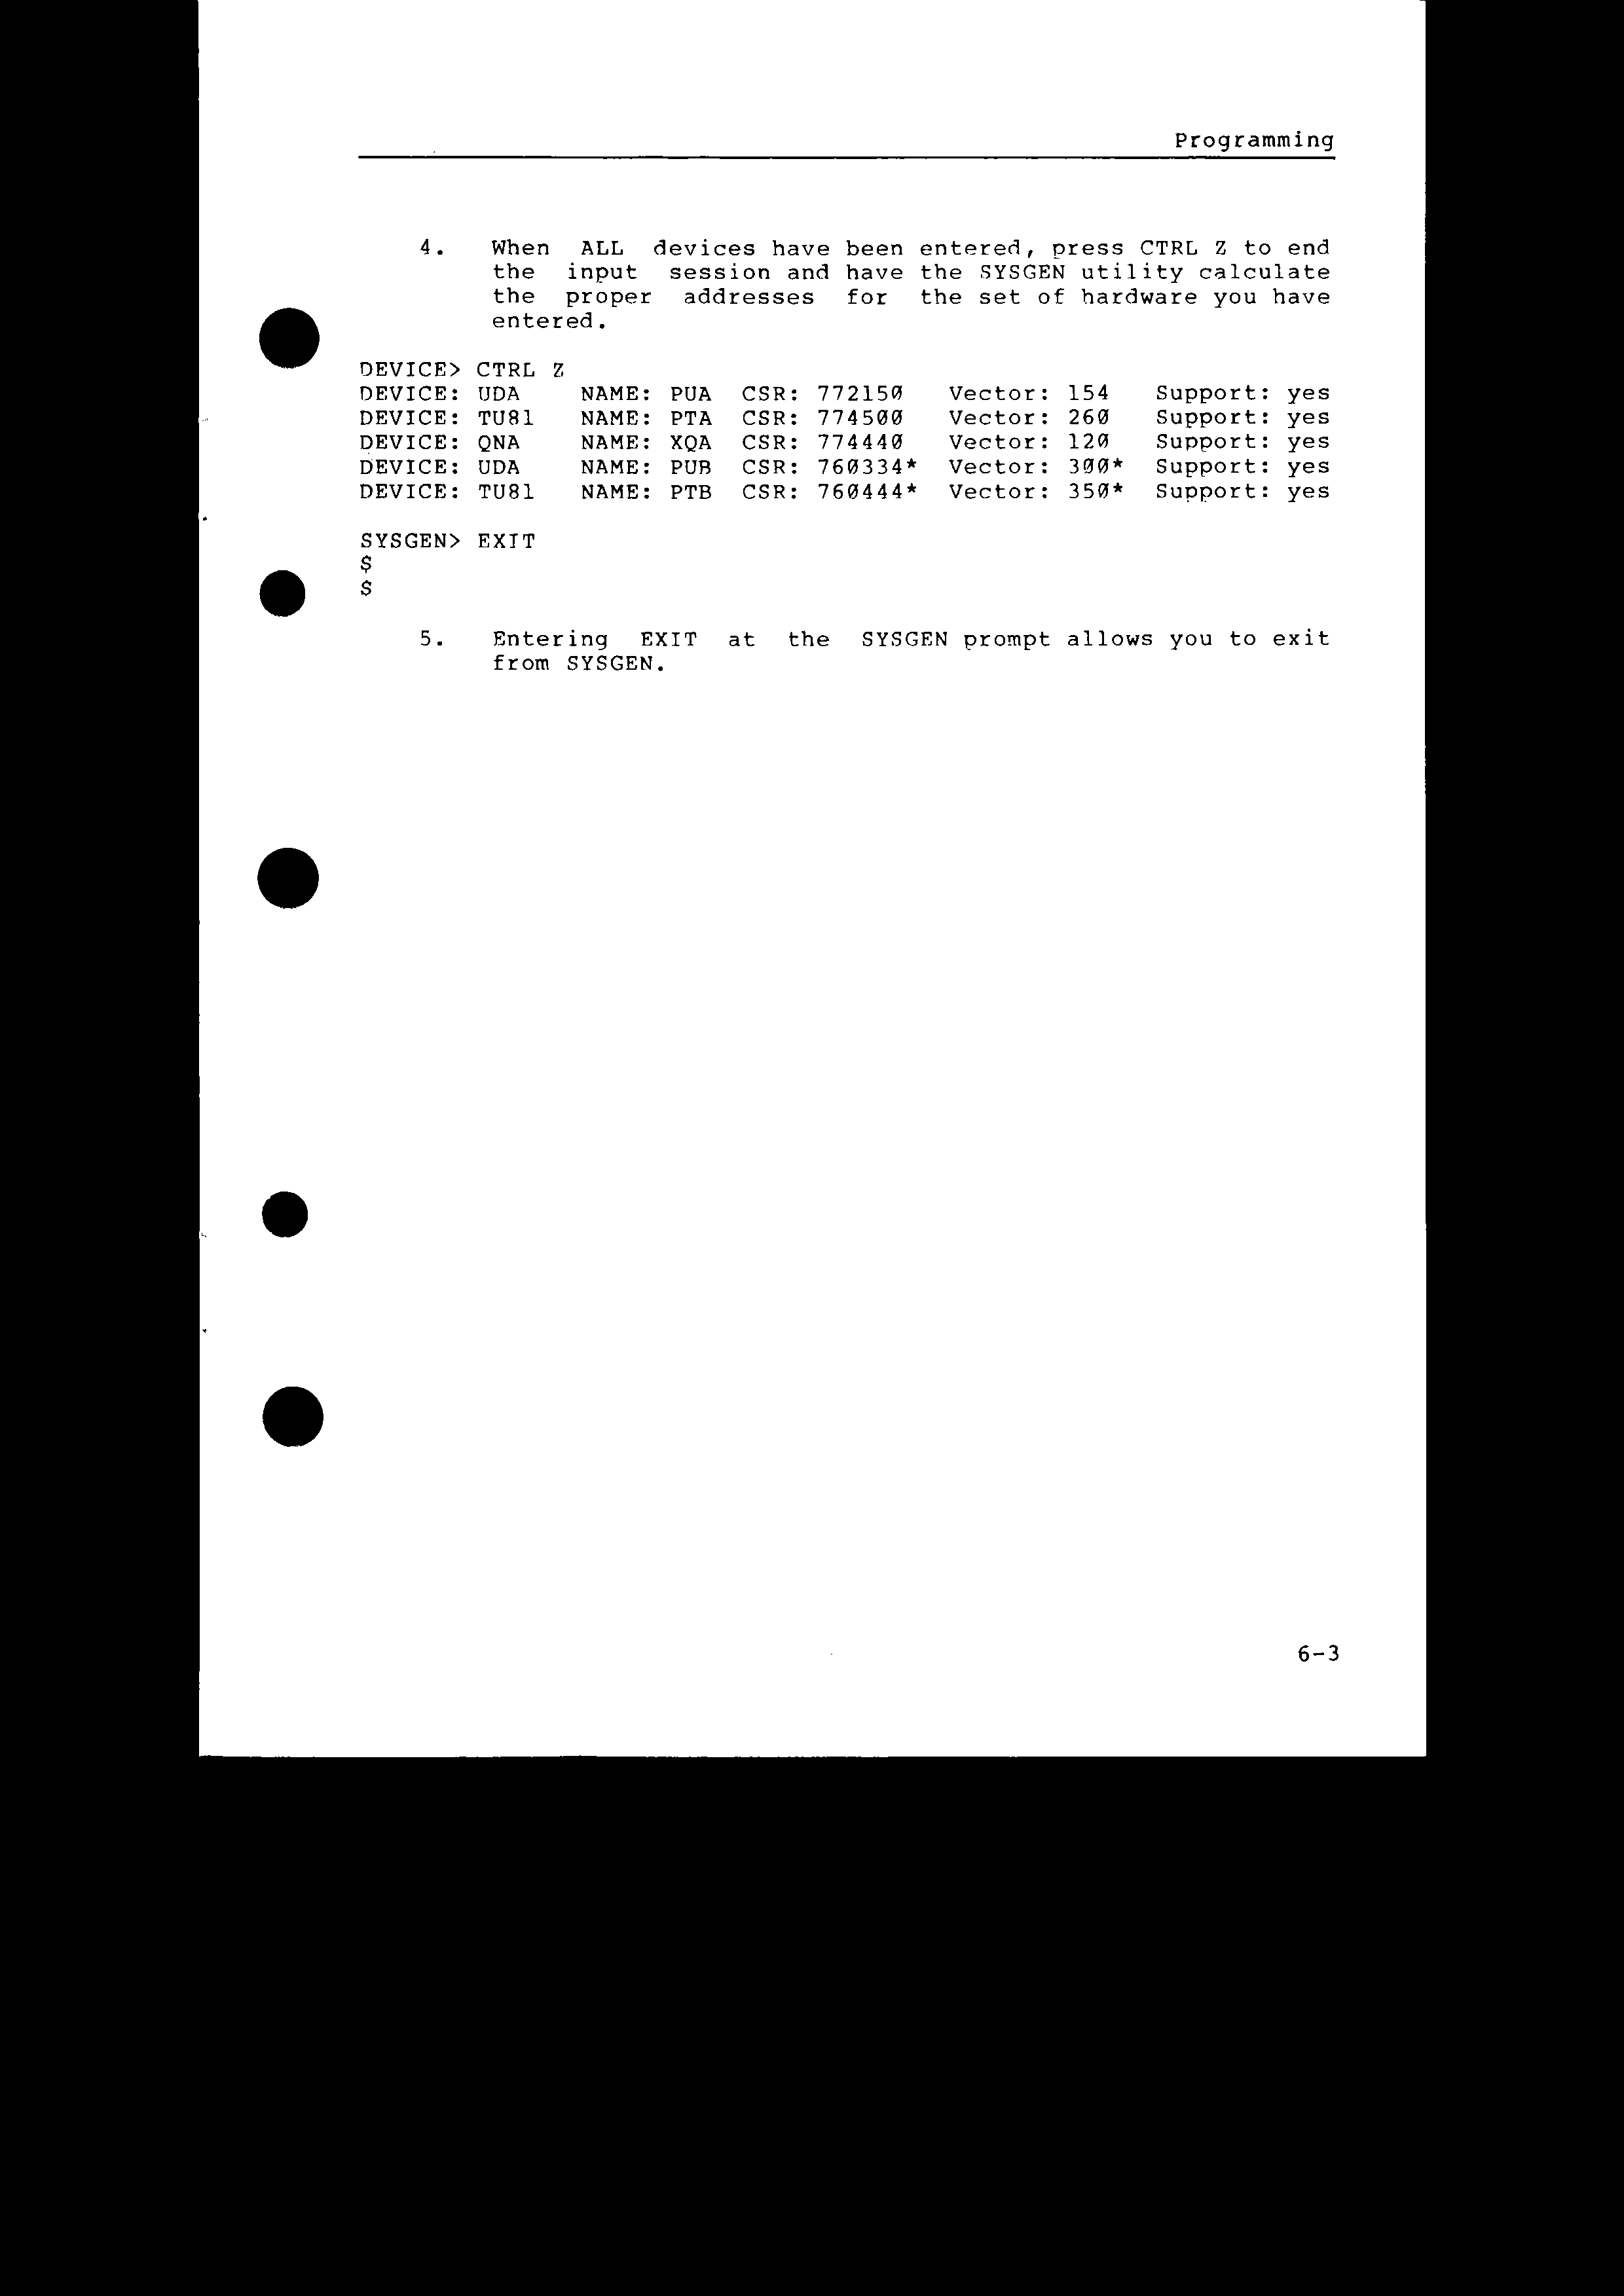 Programming
4. When ALL devices have been entered, press CTRL Z to end
the input session and have the SYSGEN utility calculate
the proper addresses for the set of hardware you have
entered.
DEVICE> CTRL Z
DEVICE: UDA NAME: PUA CSR: 772150 Vector: 154 Support: yes
DEVICE: TU81 NAME: PTA CSR: 774500 Vector: 260 Support: yes
DEVICE: QNA NAME: XQA CSR: 774440 Vector: 120 Support: yes
DEVICE: UDA NAME: PUB CSR: 760334* Vector: 300* Support: yes
DEVICE: TU81 NAME: PTB CSR: 760444* Vector: 350* Support: yes
SYSGEN> EXIT
$
$
5. Entering EXIT at the SYSGEN prompt allows you to exit
from SYSGEN.
6-3